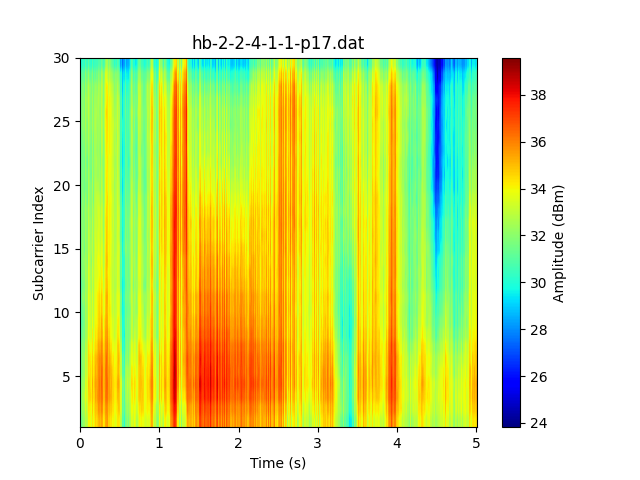 hb-2-2-4-1-1-p17.dat
30
25
20
15
10
5
Subcarrier Index
0 1 2 3 4 5
Time (s)
38
36
34
32
30
28
26
24
Amplitude (dBm)